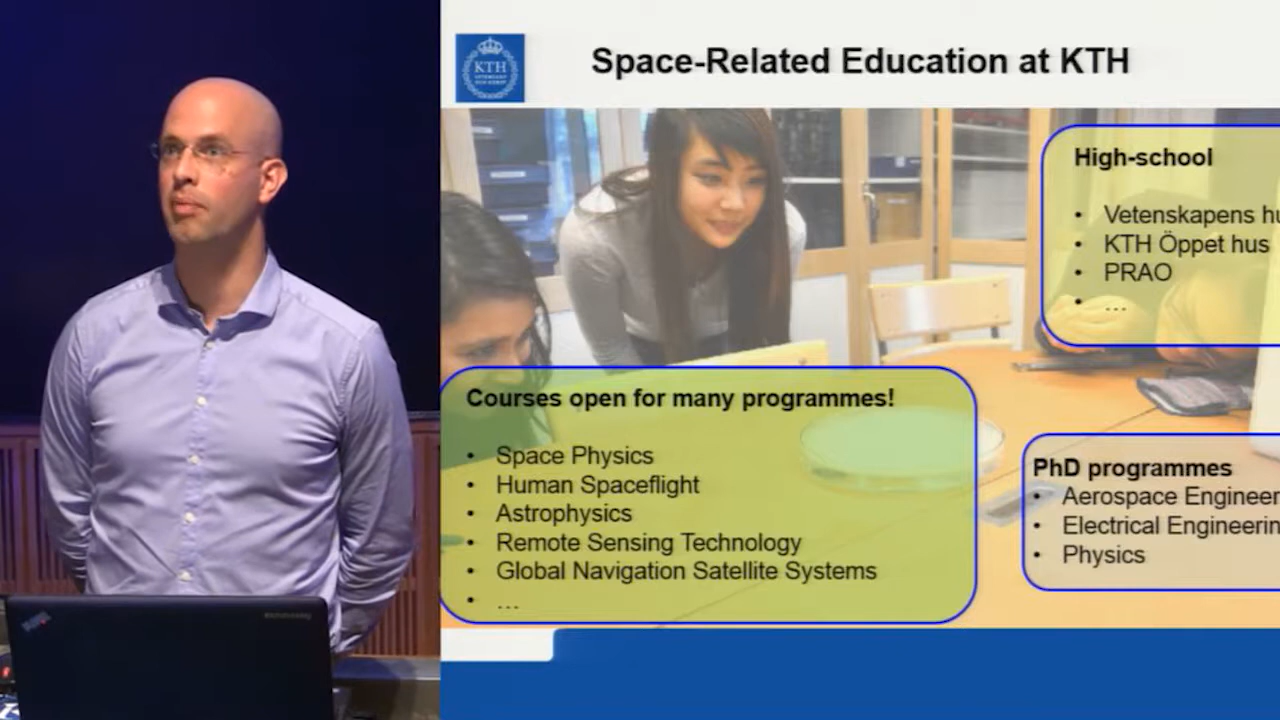 KTH
Space-Related Education at KTH
High-school
• Vetenskapens hu
• KTH Öppet hus
• PRAO
• ...
Courses open for many programmes!
• Space Physics
• Human Spaceflight
• Astrophysics
• Remote Sensing Technology
• Global Navigation Satellite Systems
• ...
PhD programmes
• Aerospace Engineer
• Electrical Engineerin
• Physics